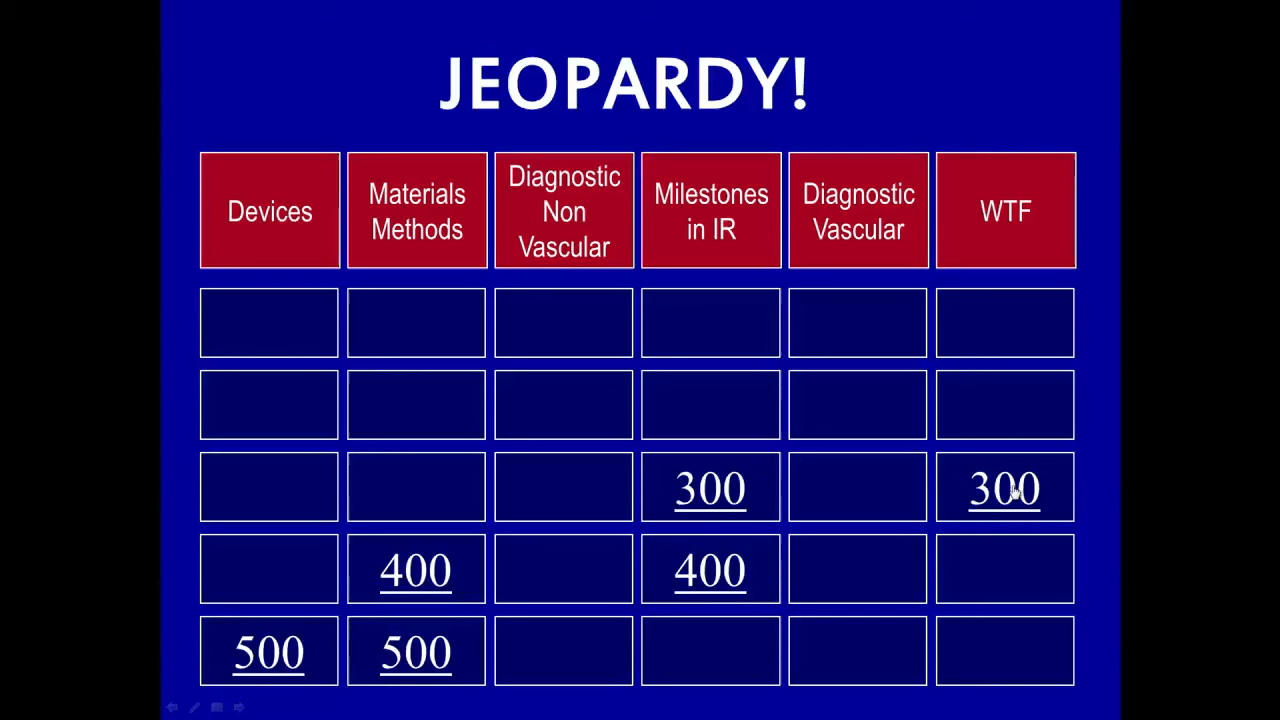 JEOPARDY!
Devices
Materials
Methods
Diagnostic
Non
Vascular
Milestones
in IR
Diagnostic
Vascular
WTF
300
300
400
400
500
500